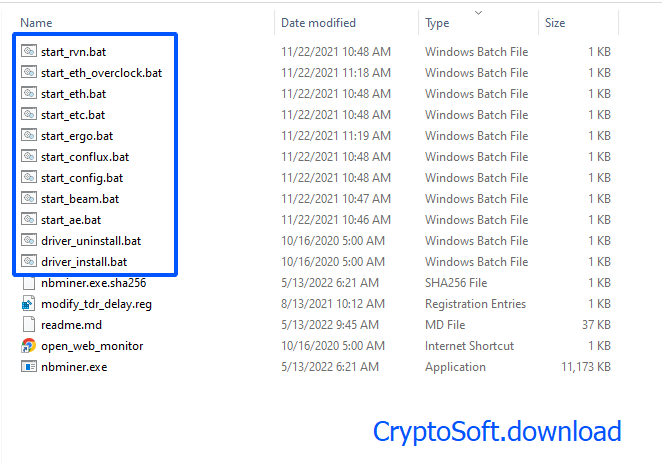 Name Date modified Type Size
start_rvn.bat 11/22/2021 10:48 AM Windows Batch File 1 KB
start_eth_overclock.bat 11/22/2021 11:18 AM Windows Batch File 1 KB
start_eth.bat 11/22/2021 10:48 AM Windows Batch File 1 KB
start_etc.bat 11/22/2021 10:48 AM Windows Batch File 1 KB
start_ergo.bat 11/22/2021 11:19 AM Windows Batch File 1 KB
start_conflux.bat 11/22/2021 10:48 AM Windows Batch File 1 KB
start_config.bat 11/22/2021 10:48 AM Windows Batch File 1 KB
start_beam.bat 11/22/2021 10:47 AM Windows Batch File 1 KB
start_ae.bat 11/22/2021 10:46 AM Windows Batch File 1 KB
driver_uninstall.bat 10/16/2020 5:00 AM Windows Batch File 1 KB
driver_install.bat 10/16/2020 5:00 AM Windows Batch File 1 KB
nbminer.exe.sha256 5/13/2022 6:21 AM SHA256 File 1 KB
modify_tdr_delay.reg 8/13/2021 10:12 AM Registration Entries 1 KB
readme.md 5/13/2022 9:45 AM MD File 37 KB
open_web_monitor 10/16/2020 5:00 AM Internet Shortcut 1 KB
nbminer.exe 5/13/2022 6:21 AM Application 11,173 KB
CryptoSoft.download